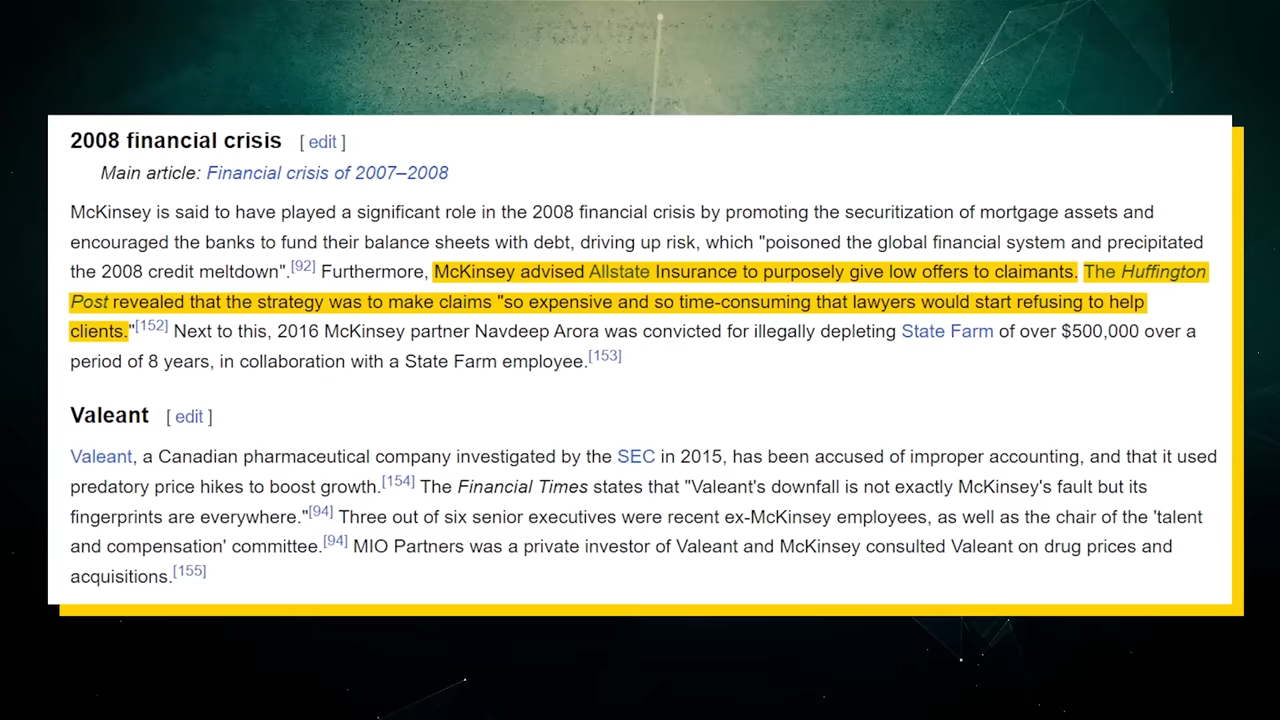 2008 financial crisis [ edit ]
Main article: Financial crisis of 2007–2008
McKinsey is said to have played a significant role in the 2008 financial crisis by promoting the securitization of mortgage assets and
encouraged the banks to fund their balance sheets with debt, driving up risk, which "poisoned the global financial system and precipitated
the 2008 credit meltdown".[92] Furthermore, McKinsey advised Allstate Insurance to purposely give low offers to claimants. The Huffington
Post revealed that the strategy was to make claims "so expensive and so time-consuming that lawyers would start refusing to help
clients."[152] Next to this, 2016 McKinsey partner Navdeep Arora was convicted for illegally depleting State Farm of over $500,000 over a
period of 8 years, in collaboration with a State Farm employee.[153]
Valeant [ edit ]
Valeant, a Canadian pharmaceutical company investigated by the SEC in 2015, has been accused of improper accounting, and that it used
predatory price hikes to boost growth.[154] The Financial Times states that "Valeant's downfall is not exactly McKinsey's fault but its
fingerprints are everywhere."[94] Three out of six senior executives were recent ex-McKinsey employees, as well as the chair of the 'talent
and compensation' committee.[94] MIO Partners was a private investor of Valeant and McKinsey consulted Valeant on drug prices and
acquisitions.[155]